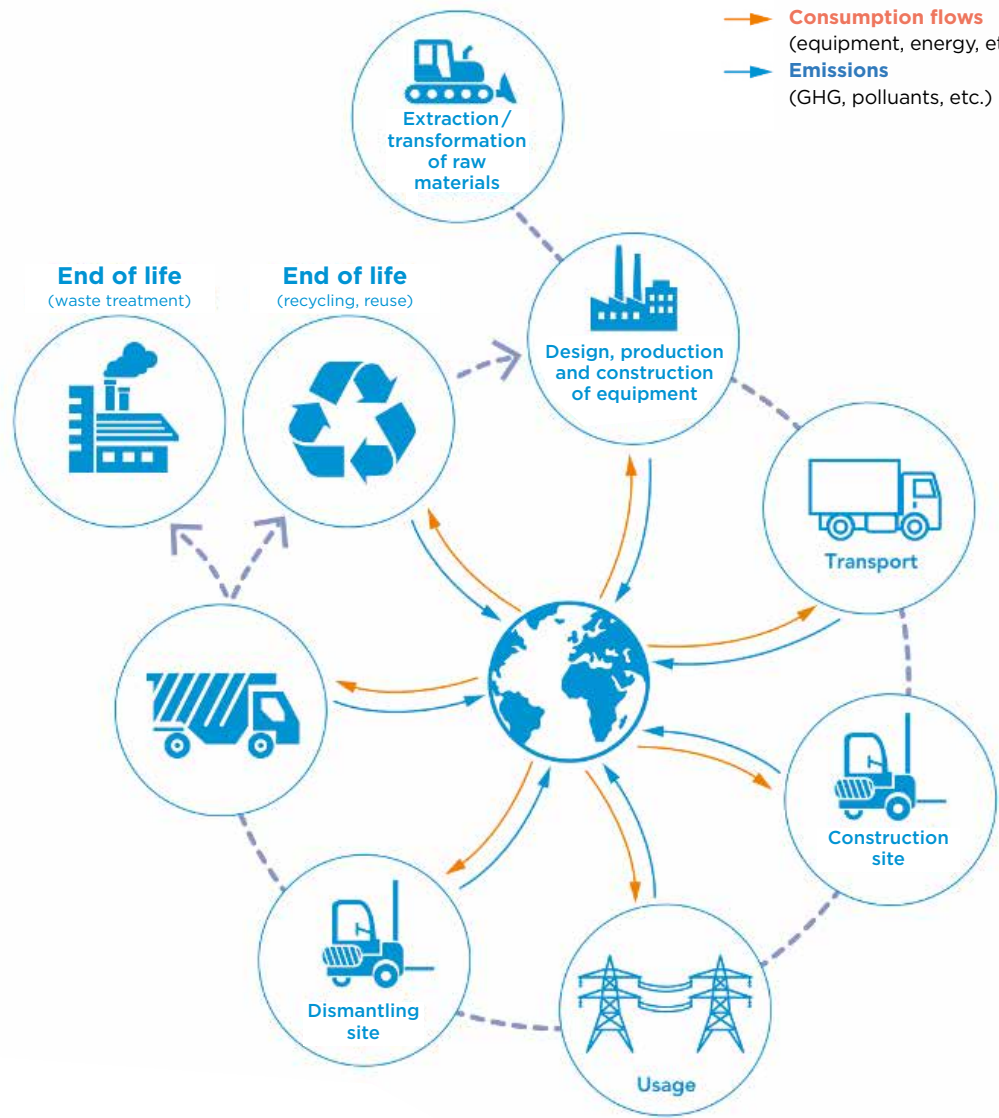 Consumption flows
(equipment, energy,
Emissions
(GHG, polluants, etc.)
Extraction/
transformation
of raw
materials
End of life
(waste treatment)
End of life
(recycling, reuse)
Design, production
and construction
of equipment
Transport
Construction
site
Dismantling
site
Usage